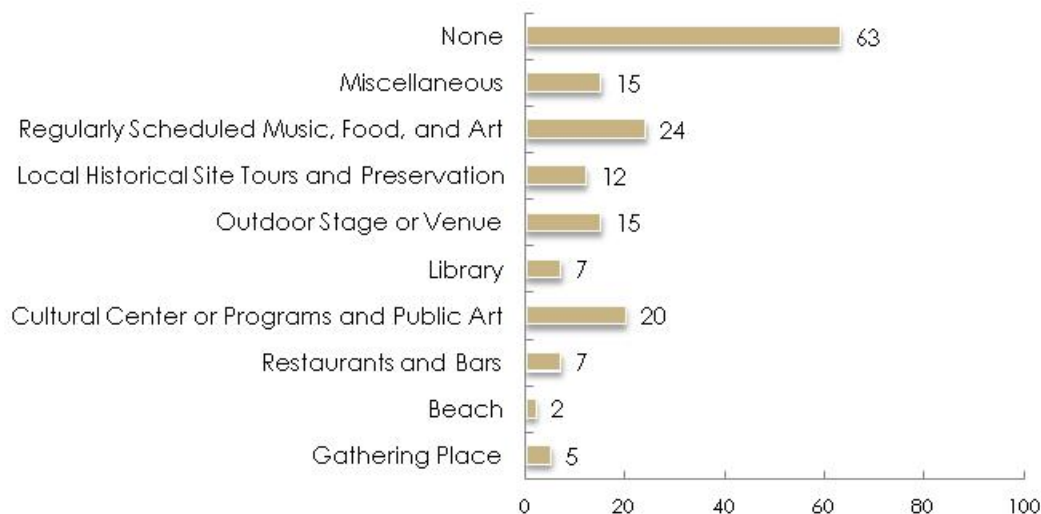 None 63
Miscellaneous 15
Regularly Scheduled Music, Food, and Art 24
Local Historical Site Tours and Preservation 12
Outdoor Stage or Venue 15
Library 7
Cultural Center or Programs and Public Art 20
Restaurants and Bars 7
Beach 2
Gathering Place 5
0 20 40 60 80 100